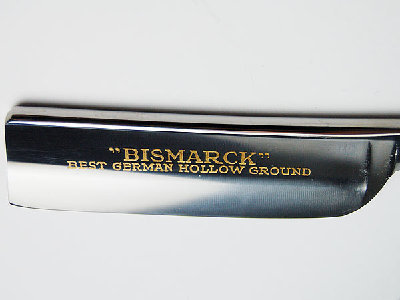 "BISMARCK"
BEST GERMAN HOLLOW GROUND